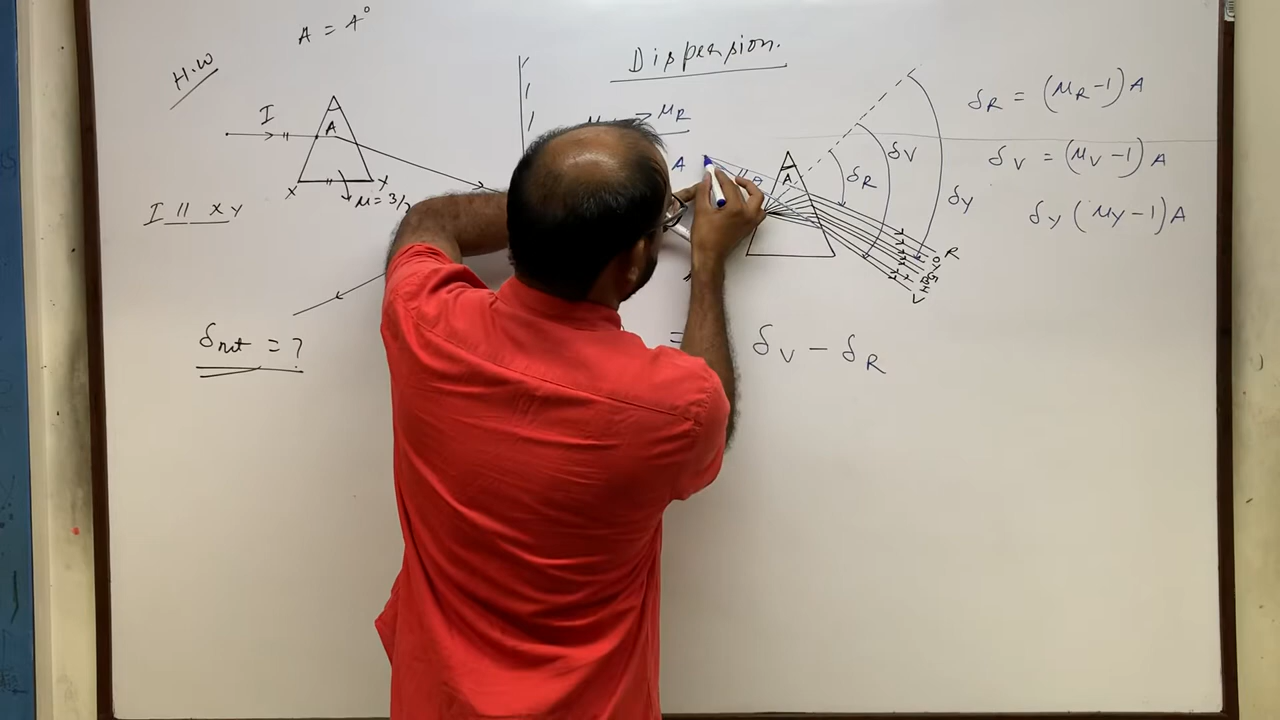 A = 4°
H.W
I
A
X
X
μ = 3/
I || XY
δnet = ?
Dispersion.
> μR
A
A
δR
δV
δY
R
O
Y
G
B
I
V
δR = (μR - 1) A
δV = (μV - 1) A
δY (μY - 1) A
= δV - δR